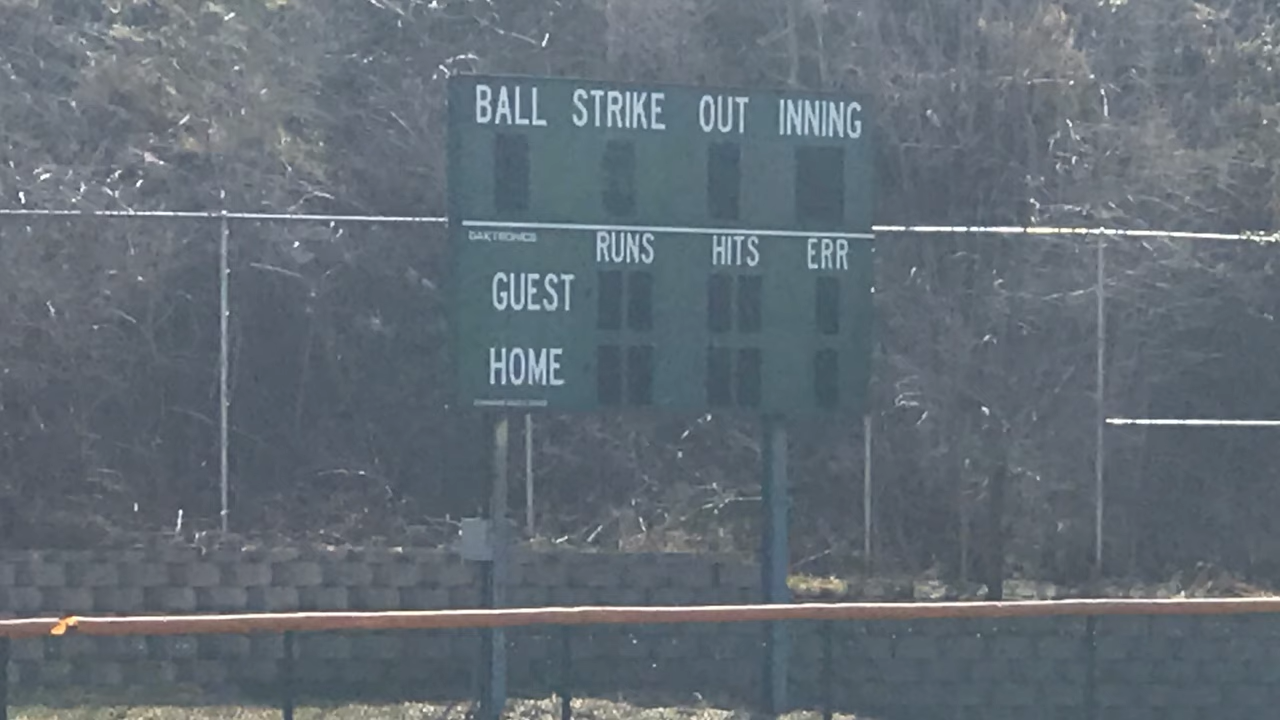 BALL STRIKE OUT INNING
DAKTRONICS
RUNS HITS ERR
GUEST
HOME